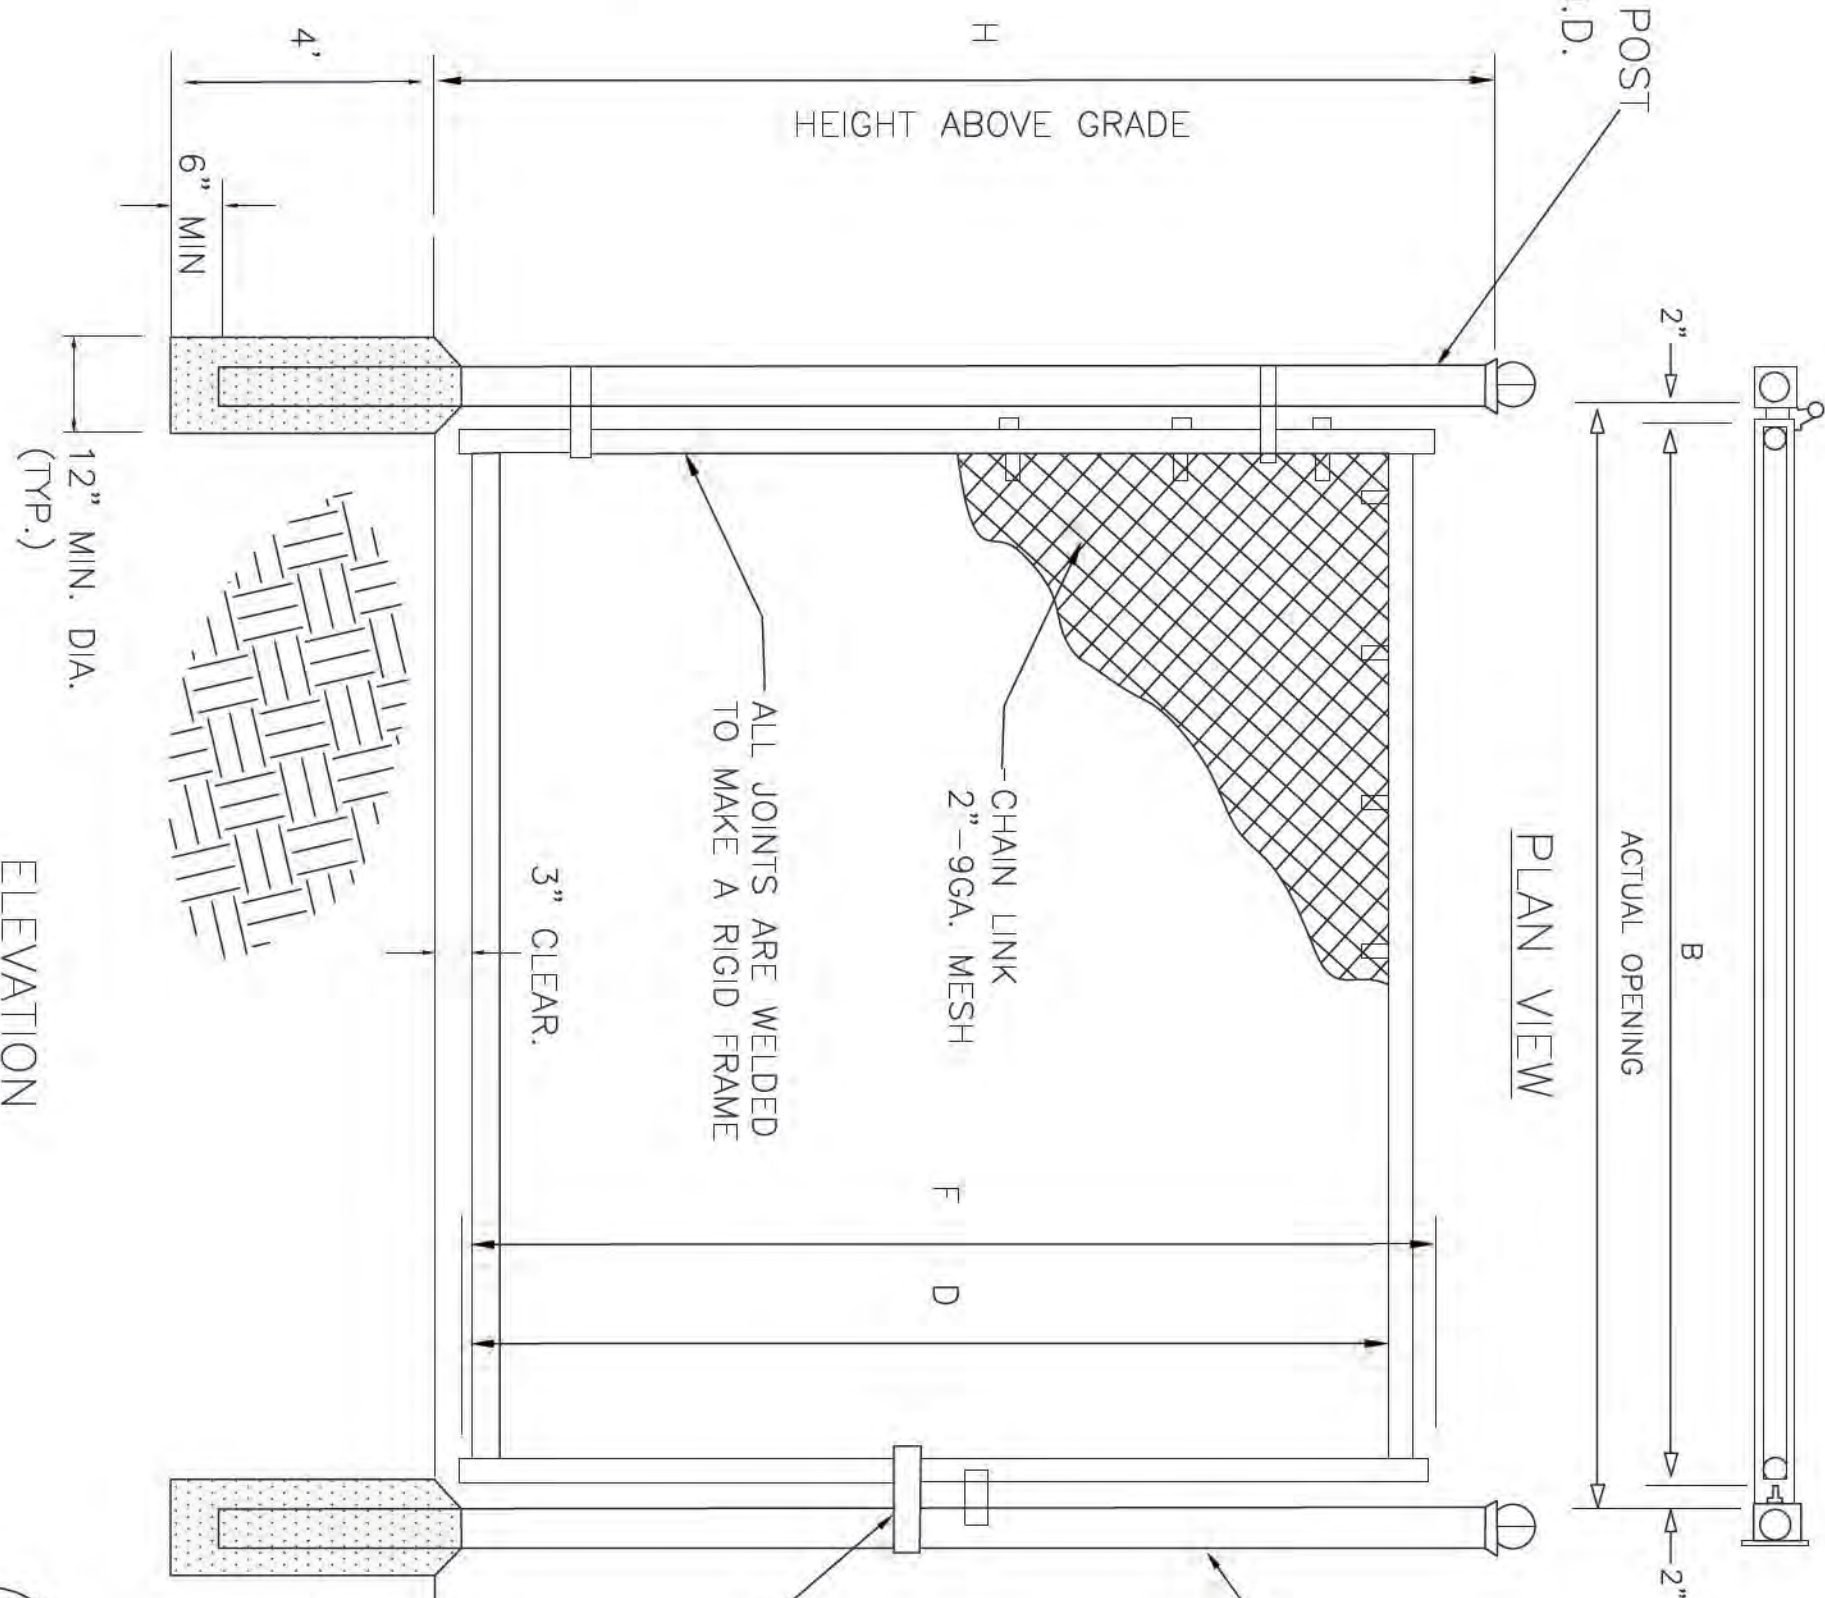 POST
.D.
2"
B
ACTUAL OPENING
2"
PLAN VIEW
H
HEIGHT ABOVE GRADE
4'
6" MIN
12" MIN. DIA.
(TYP.)
CHAIN LINK
2"-9GA. MESH
ALL JOINTS ARE WELDED
TO MAKE A RIGID FRAME
3" CLEAR.
F
D
ELEVATION